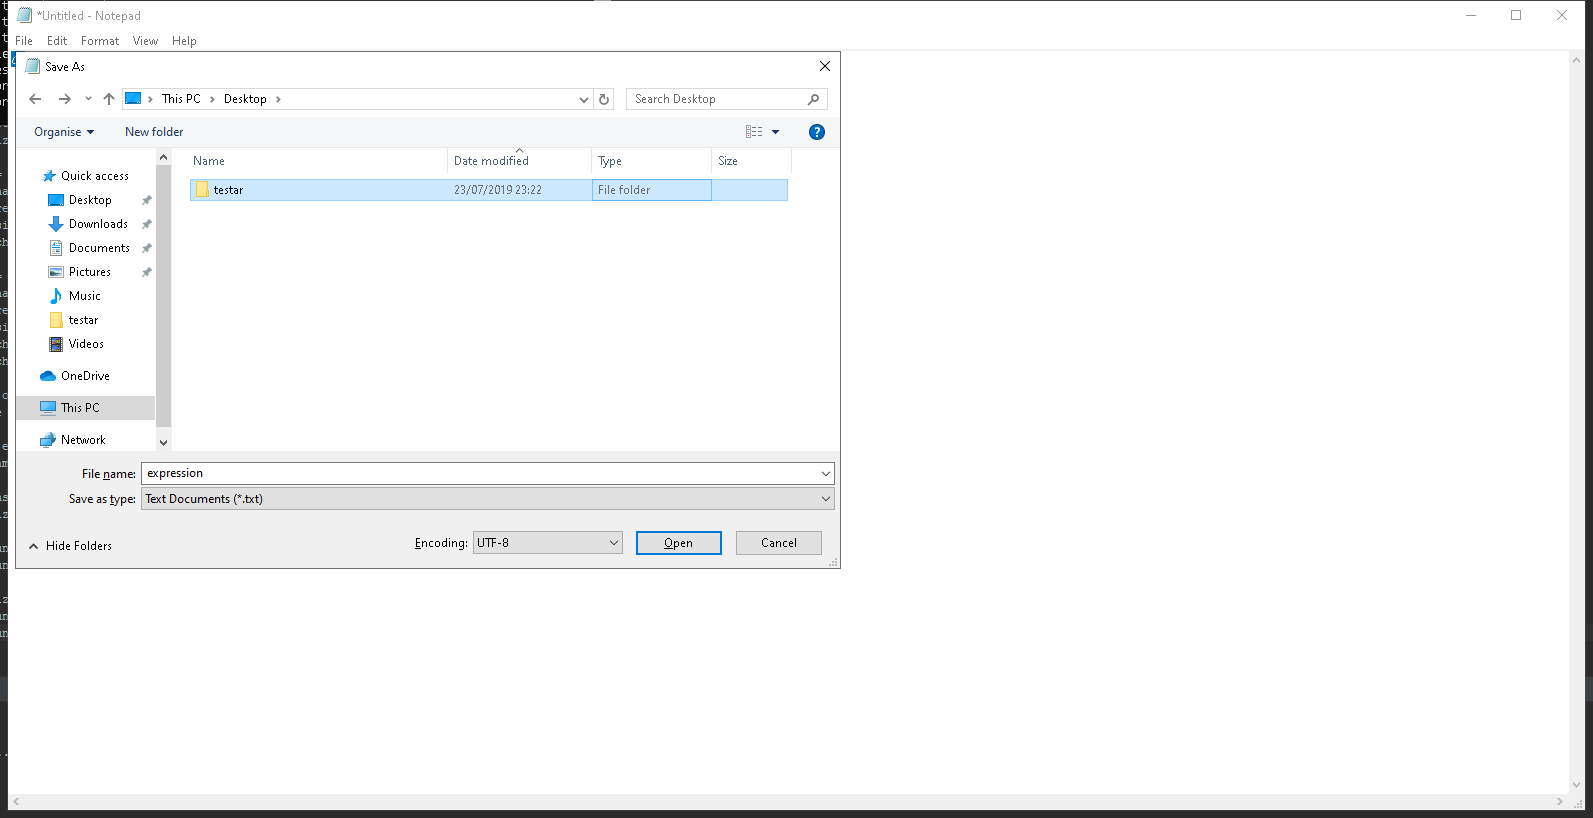 *Untitled - Notepad
File Edit Format View Help
Save As
This PC Desktop
Search Desktop
Organise New folder
Name Date modified Type Size
Quick access
testar 23/07/2019 23:22 File folder
Desktop
Downloads
Documents
Pictures
Music
testar
Videos
OneDrive
This PC
Network
File name: expression
Save as type: Text Documents (*.txt)
Hide Folders
Encoding: UTF-8
Open
Cancel